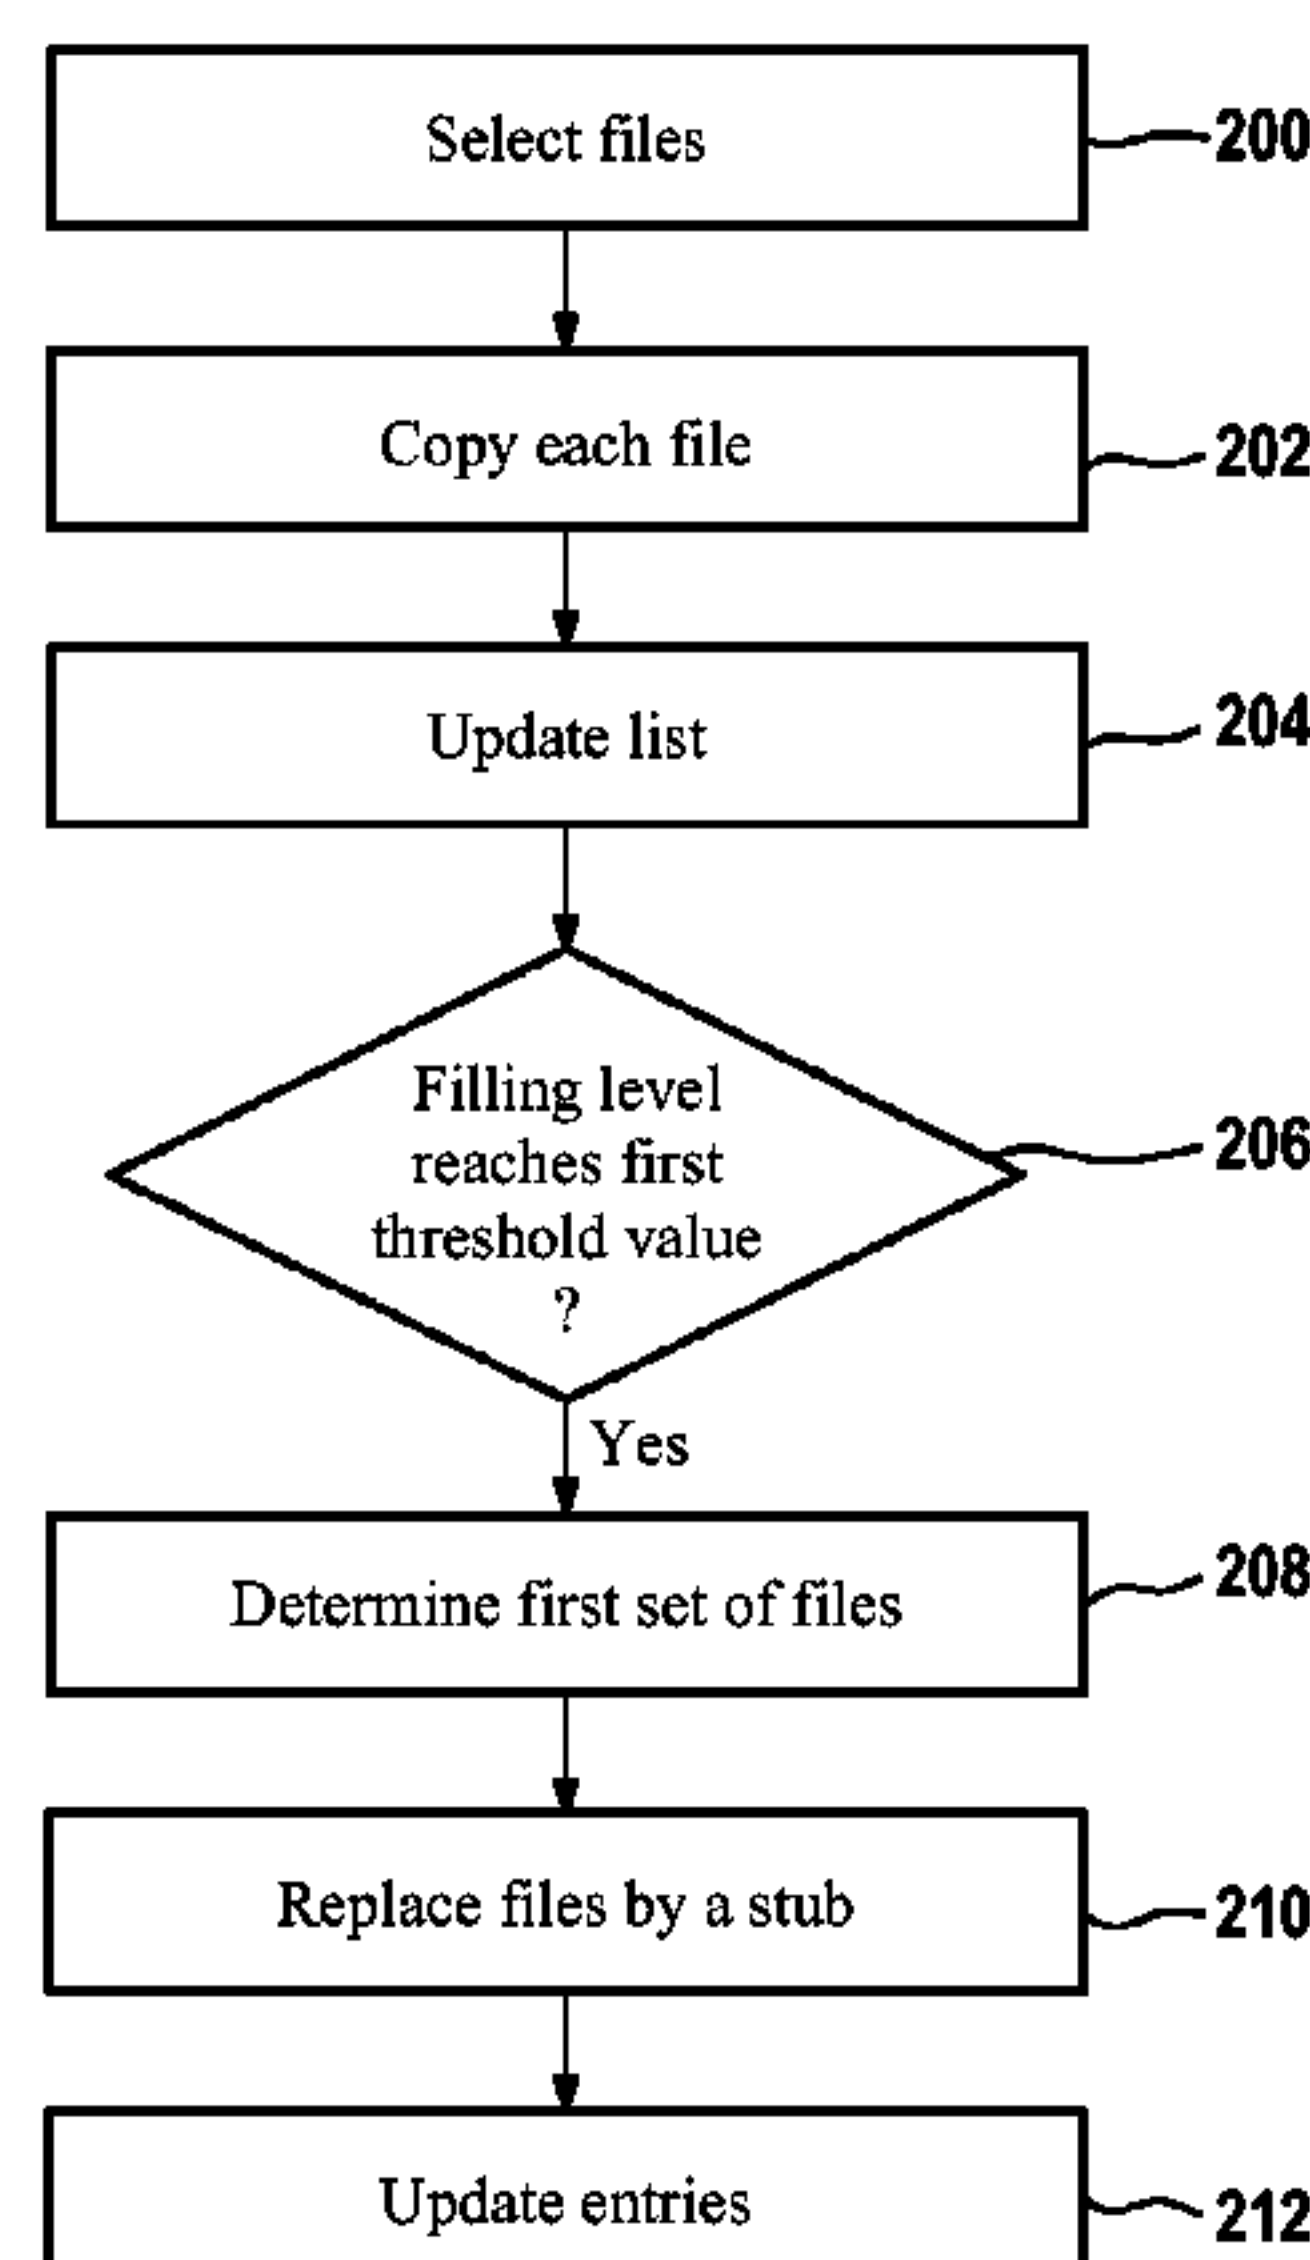 Select files
200
Copy each file
202
Update list
204
Filling level
reaches first
threshold value
?
206
Yes
Determine first set of files
208
Replace files by a stub
210
Update entries
212